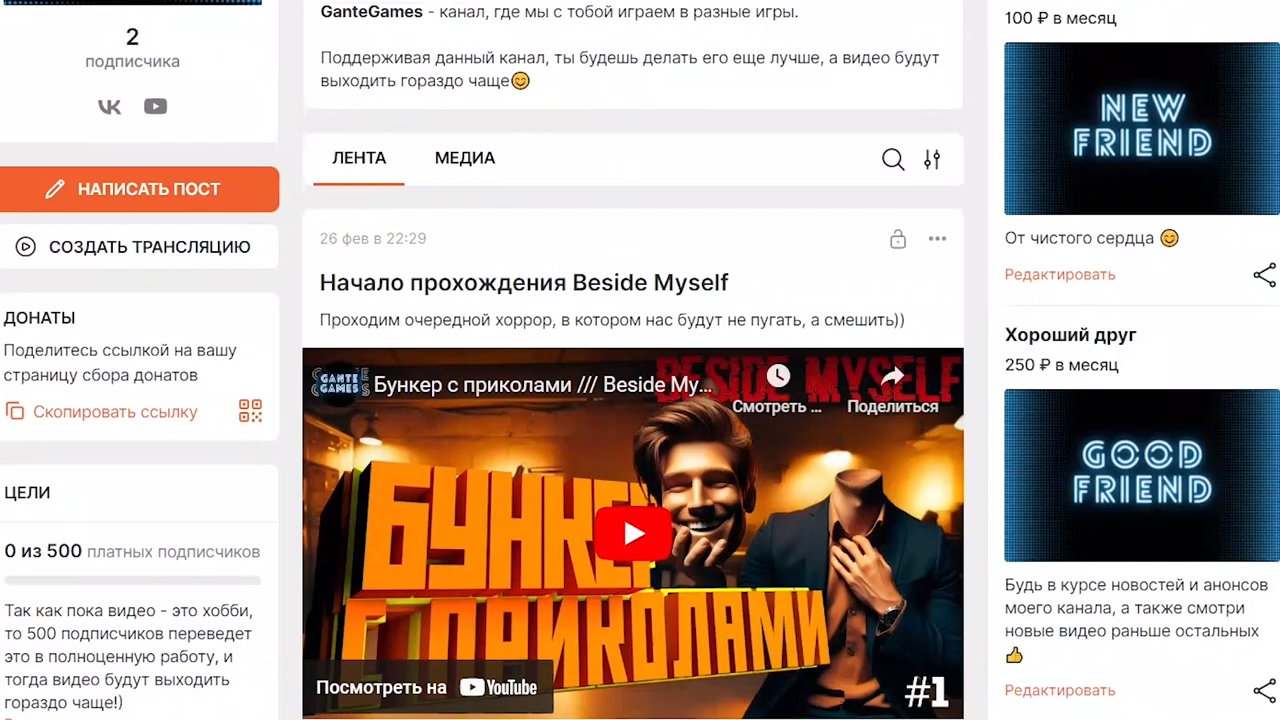 2
подписчика
НАПИСАТЬ ПОСТ
СОЗДАТЬ ТРАНСЛЯЦИЮ
ДОНАТЫ
Поделитесь ссылкой на вашу
страницу сбора донатов
Скопировать ссылку
ЦЕЛИ
0 из 500 платных подписчиков
Так как пока видео - это хобби,
то 500 подписчиков переведет
это в полноценную работу, и
тогда видео будут выходить
гораздо чаще!)
GanteGames - канал, где мы с тобой играем в разные игры.
Поддерживая данный канал, ты будешь делать его еще лучше, а видео будут
выходить гораздо чаще😊
ЛЕНТА
МЕДИА
26 фев в 22:29
Начало прохождения Beside Myself
Проходим очередной хоррор, в котором нас будут не пугать, а смешить))
GANTE
GAMES
Бункер с приколами /// Beside My...
BESIDE MYSELF
Смотреть ...
Поделиться
БУНКЕР
С ПРИКОЛАМИ
Посмотреть на YouTube
#1
100 ₽ в месяц
NEW
FRIEND
От чистого сердца 😊
Редактировать
Хороший друг
250 ₽ в месяц
GOOD
FRIEND
Будь в курсе новостей и анонсов
моего канала, а также смотри
новые видео раньше остальных
👍
Редактировать